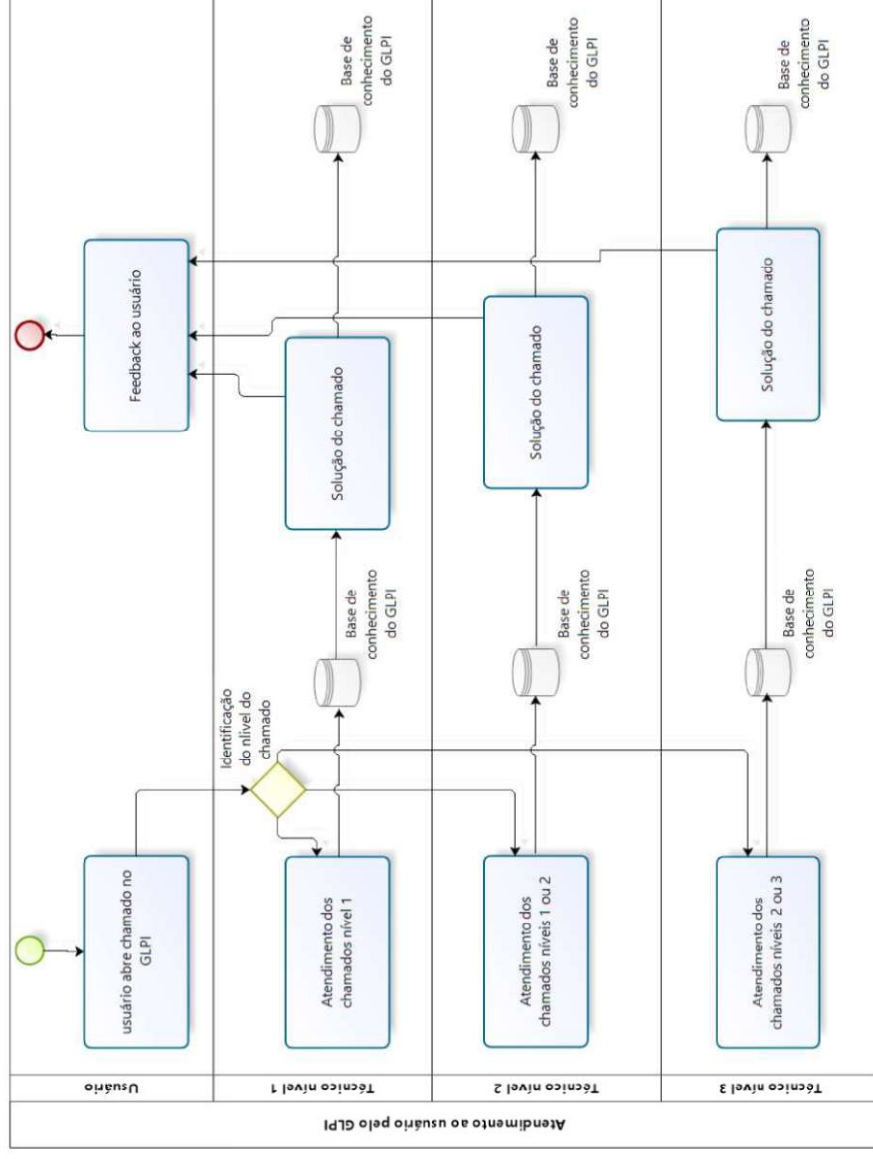 Atendimento ao usuário pelo GLPI
Usuário
usuário abre chamado no
GLPI
Feedback ao usuário
Técnico nível 1
Identificação
do nlivel do
chamado
Atendimento dos
chamados nível 1
Base de
conhecimento
do GLPI
Solução do chamado
Base de
conhecimento
do GLPI
Técnico nível 2
Atendimento dos
chamados níveis 1 ou 2
Base de
conhecimento
do GLPI
Solução do chamado
Base de
conhecimento
do GLPI
Técnico nível 3
Atendimento dos
chamados níveis 2 ou 3
Base de
conhecimento
do GLPI
Solução do chamado
Base de
conhecimento
do GLPI